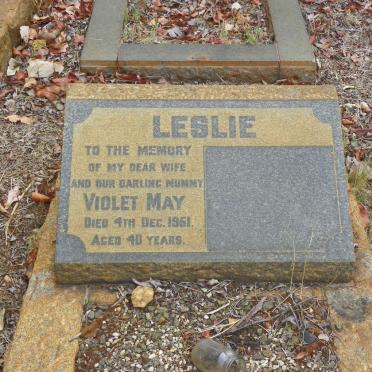 LESLIE
TO THE MEMORY
OF MY DEAR WIFE
AND OUR DARLING MUMMY
VIOLET MAY
DIED 4TH DEC. 1951.
AGED 40 YEARS.